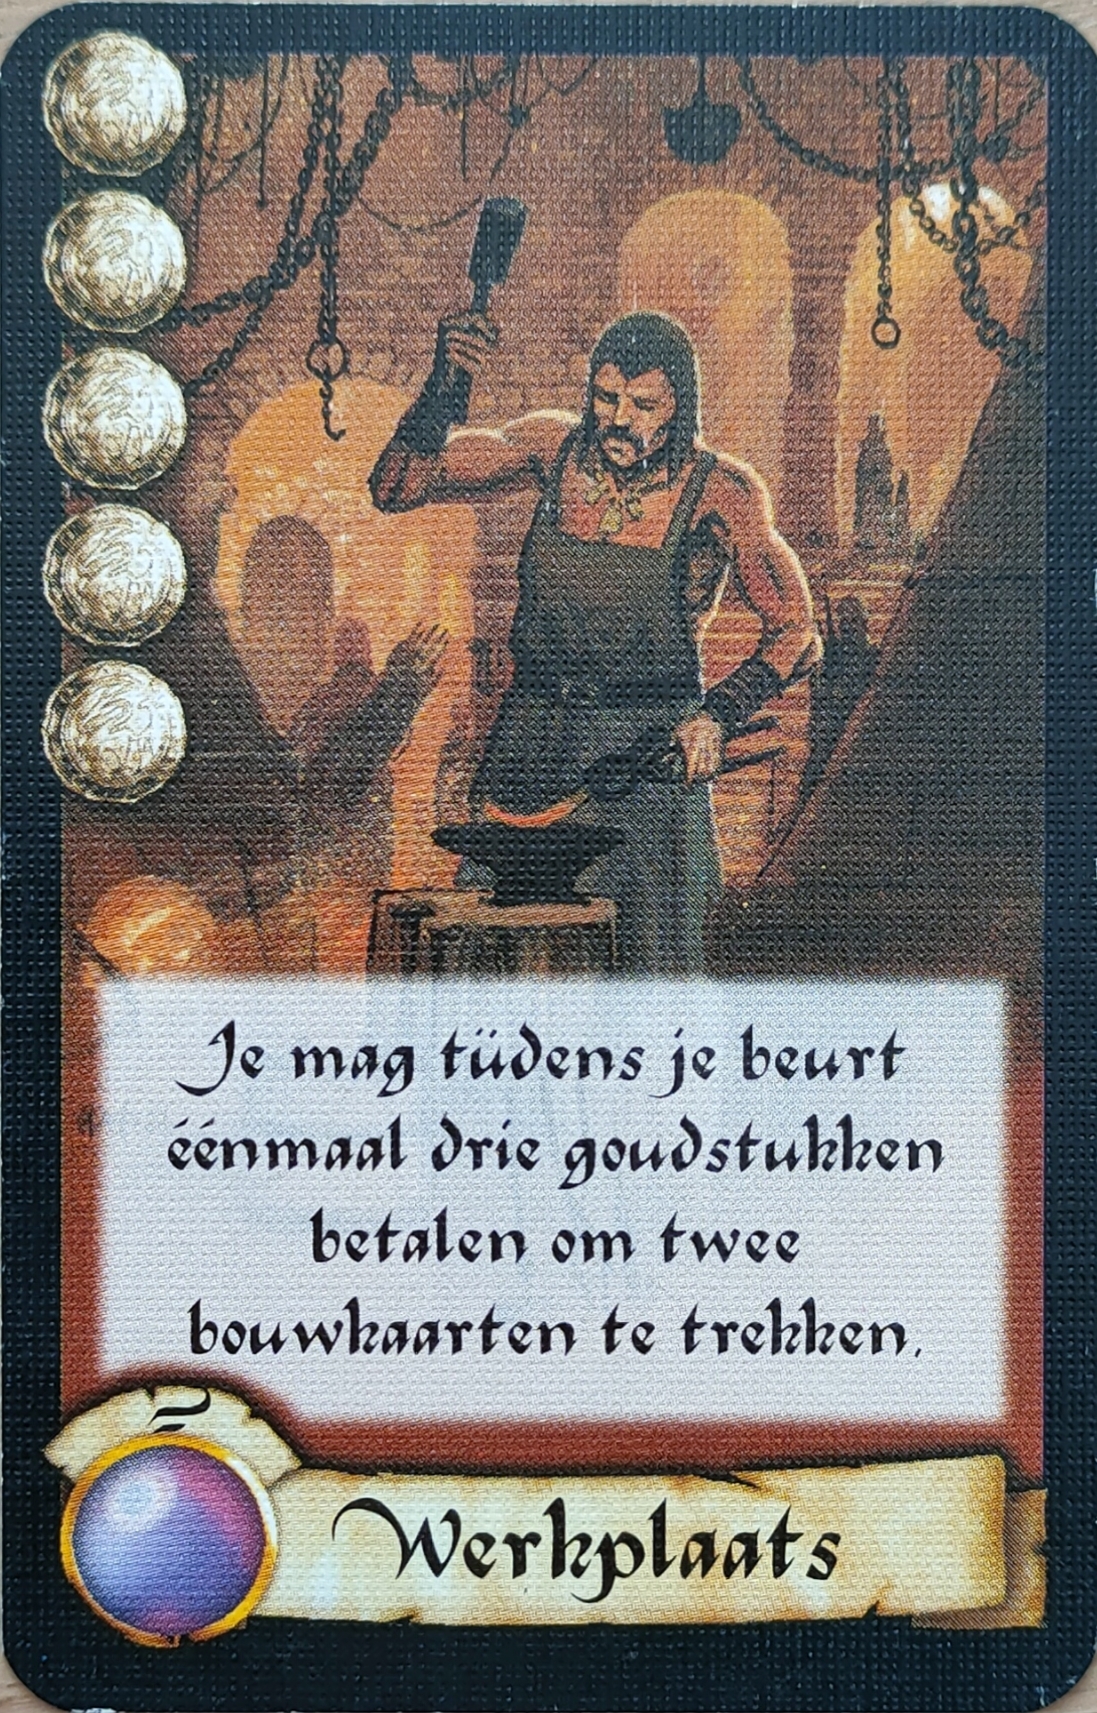 Je mag tijdens je beurt
éénmaal drie goudstukken
betalen om twee
bouwkaarten te trekken.
Werkplaats